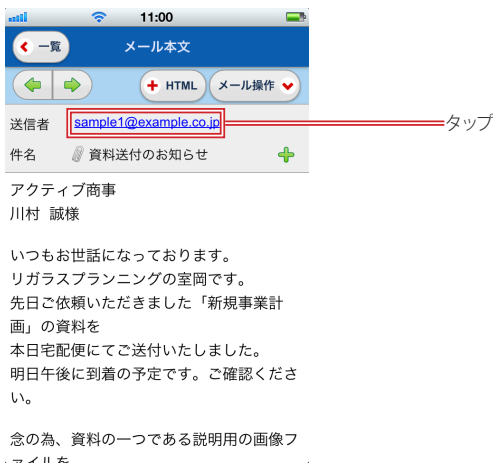 11:00
一覧 メール本文
HTML メール操作
送信者 sample1@example.co.jp タップ
件名 資料送付のお知らせ
アクティブ商事
川村 誠様
いつもお世話になっております。
リガラスプランニングの室岡です。
先日ご依頼いただきました「新規事業計
画」の資料を
本日宅配便にてご送付いたしました。
明日午後に到着の予定です。ご確認くださ
い。
念の為、資料の一つである説明用の画像フ
ァイルを